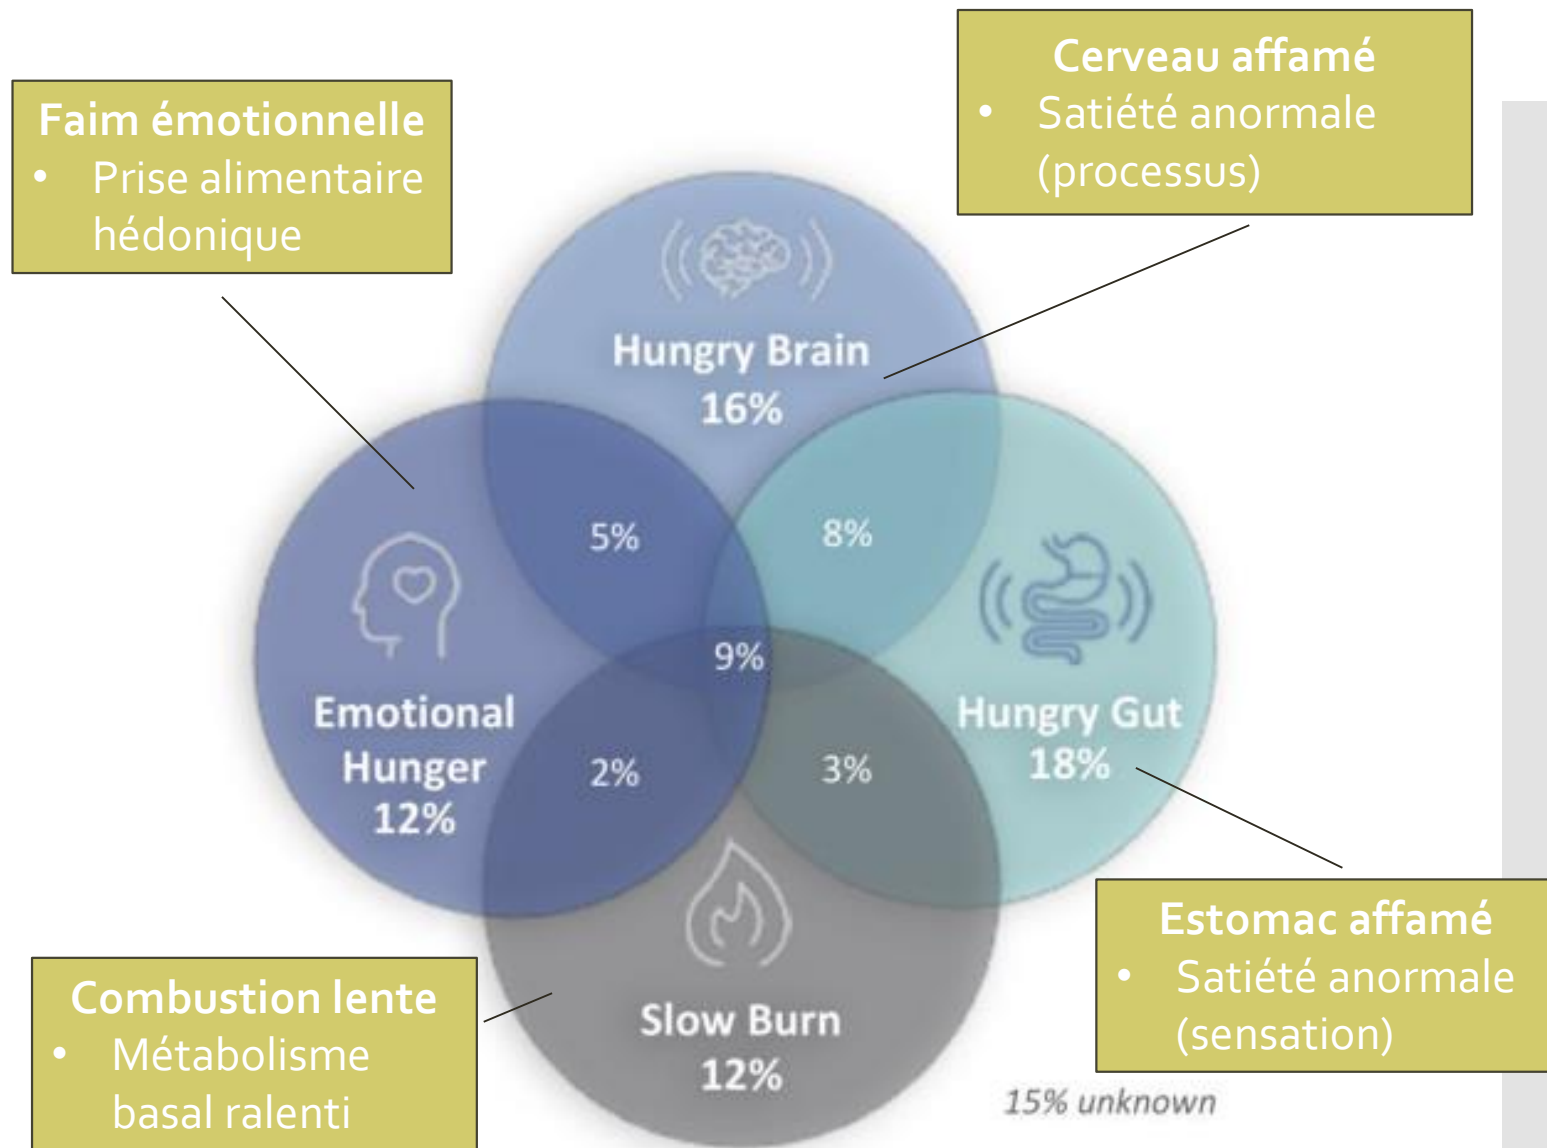 Cerveau affamé
• Satiété anormale
(processus)
Faim émotionnelle
• Prise alimentaire
hédonique
Hungry Brain
16%
5%
8%
9%
Emotional
Hunger
12%
Hungry Gut
18%
2%
3%
Slow Burn
12%
Combustion lente
• Métabolisme
basal ralenti
Estomac affamé
• Satiété anormale
(sensation)
15% unknown